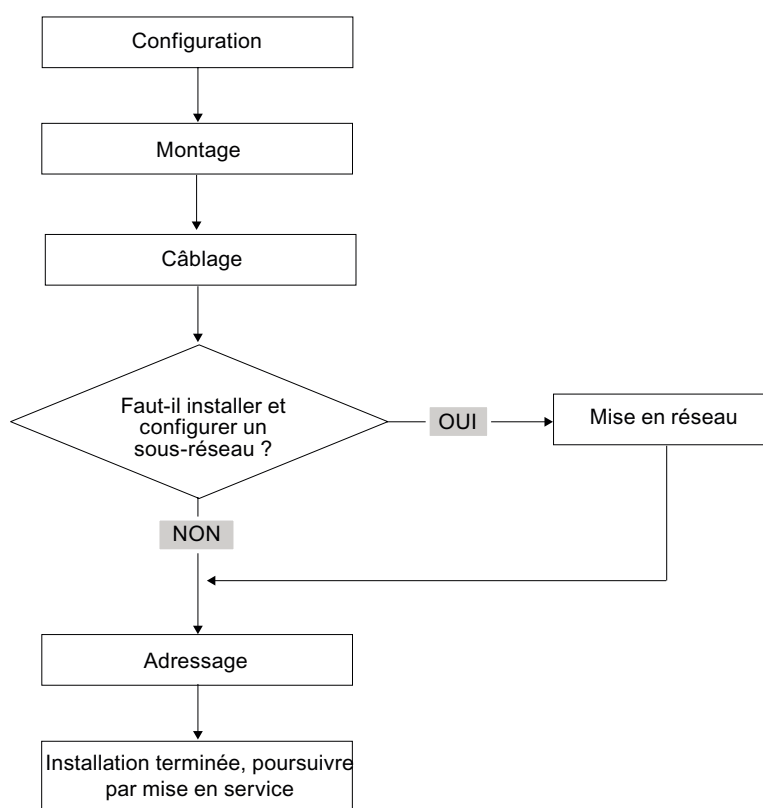 Configuration
Montage
Câblage
Faut-il installer et
configurer un
sous-réseau ?
OUI
Mise en réseau
NON
Adressage
Installation terminée, poursuivre
par mise en service